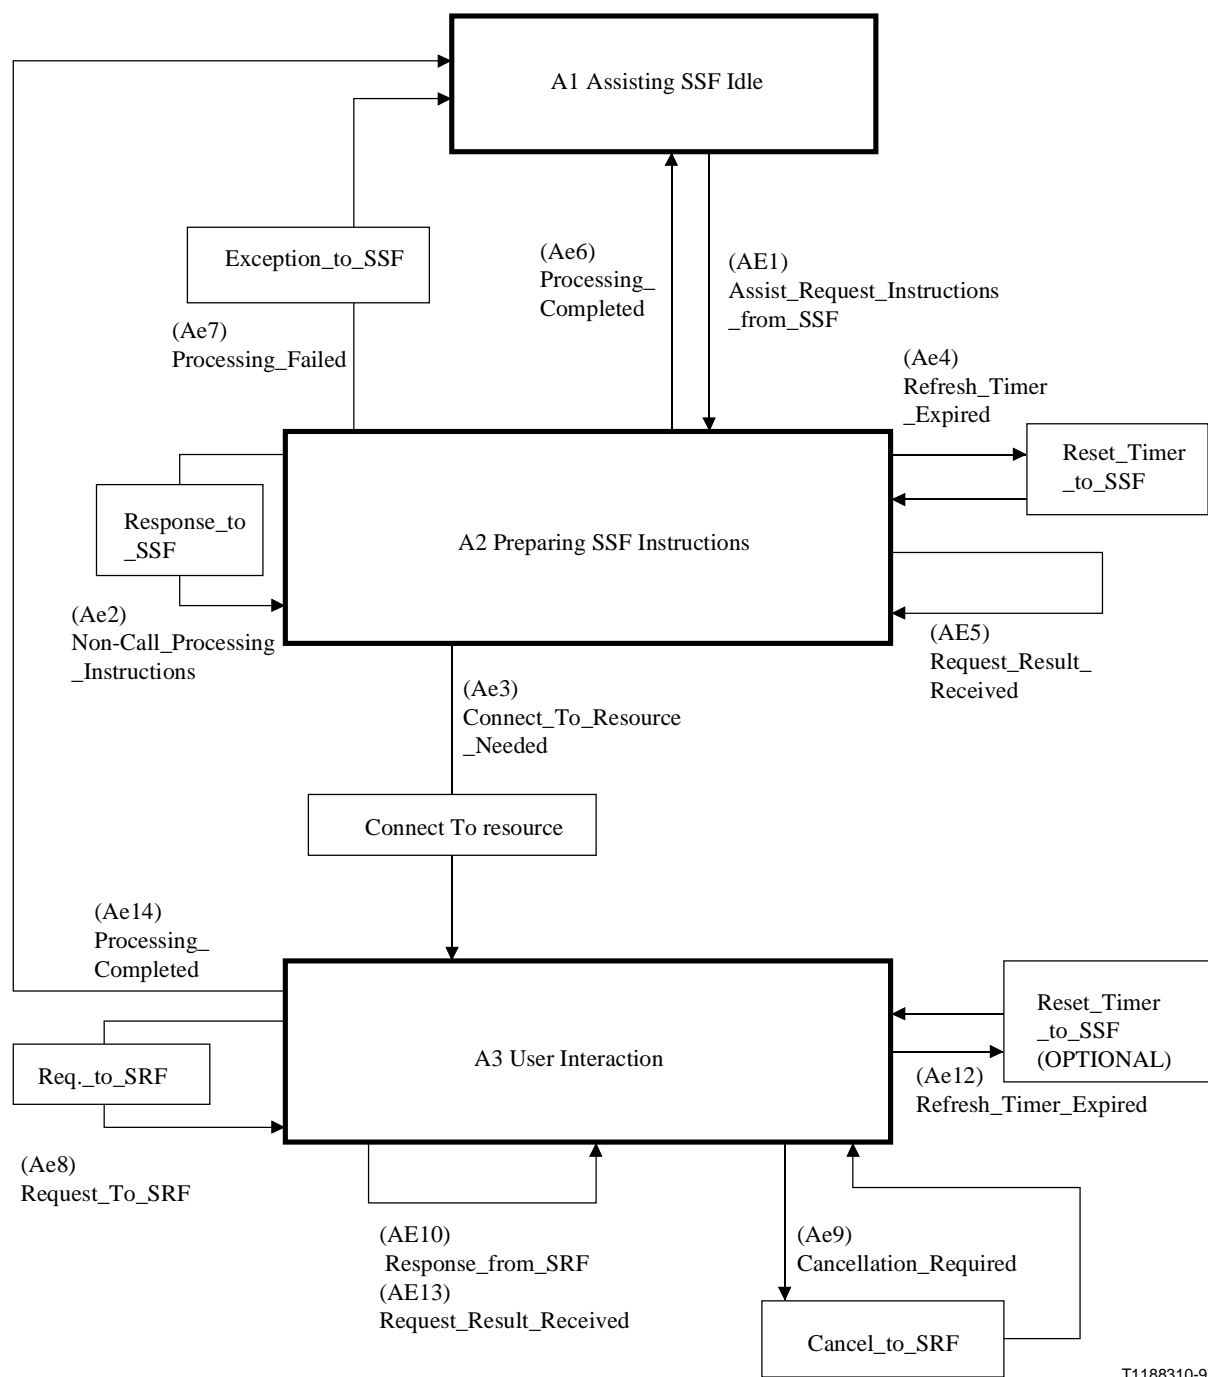 A1 Assisting SSF Idle
Exception_to_SSF
(Ae7)
Processing_Failed
(Ae6)
Processing_
Completed
(AE1)
Assist_Request_Instructions
_from_SSF
(Ae4)
Refresh_Timer
_Expired
Reset_Timer
_to_SSF
Response_to
_SSF
A2 Preparing SSF Instructions
(Ae2)
Non-Call_Processing
_Instructions
(AE5)
Request_Result_
Received
(Ae3)
Connect_To_Resource
_Needed
Connect To resource
(Ae14)
Processing_
Completed
Req._to_SRF
A3 User Interaction
Reset_Timer
_to_SSF
(OPTIONAL)
(Ae12)
Refresh_Timer_Expired
(Ae8)
Request_To_SRF
(AE10)
Response_from_SRF
(AE13)
Request_Result_Received
(Ae9)
Cancellation_Required
Cancel_to_SRF